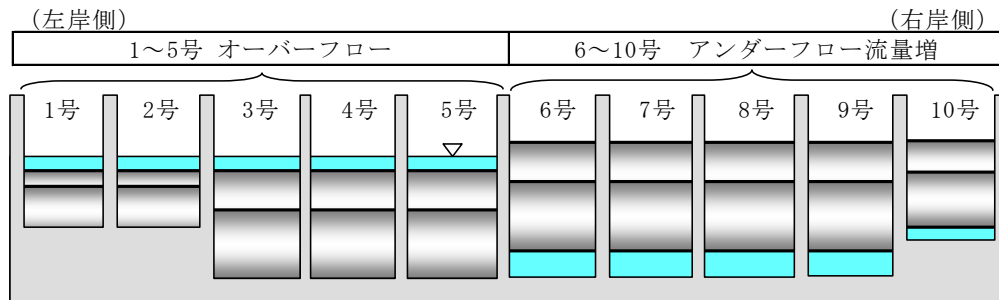 (左岸側) (右岸側)
1~5号 オーバーフロー 6~10号 アンダーフロー流量増
1号 2号 3号 4号 5号 6号 7号 8号 9号 10号